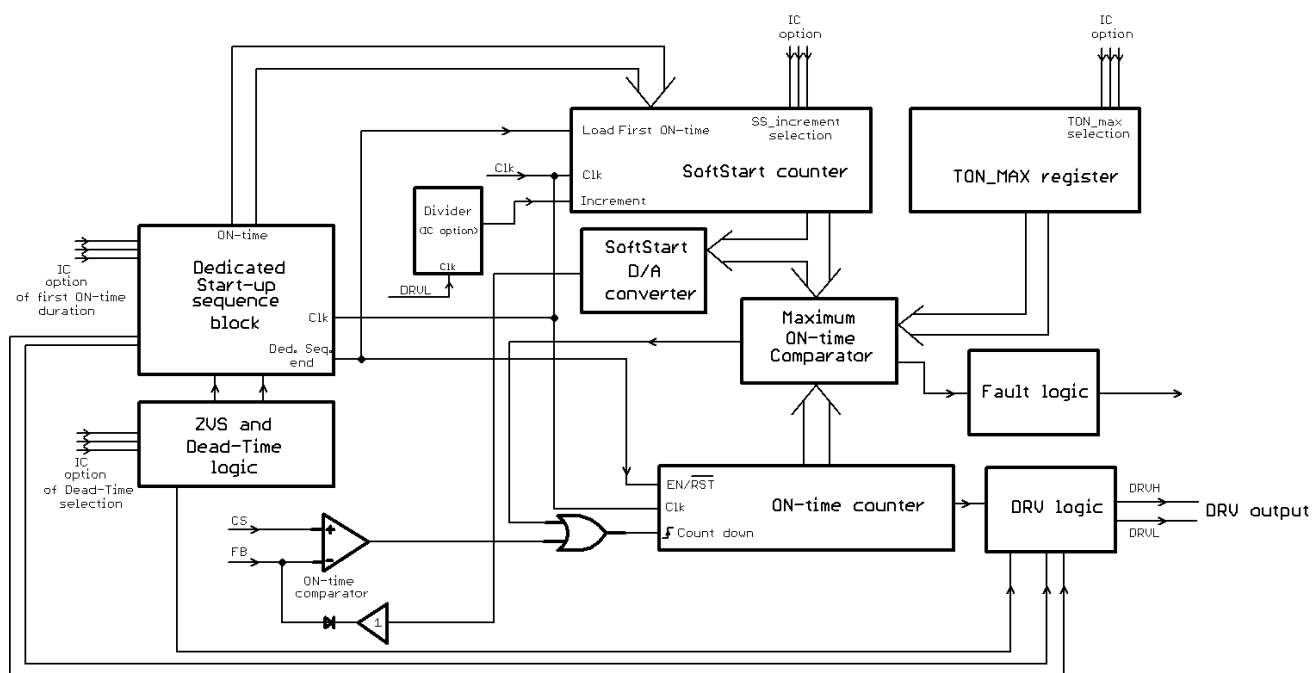 IC
option
IC
option
SS_increment
selection
Load First ON-time
Clk
Clk
SoftStart counter
Increment
TON_max
selection
TON_MAX register
Divider
(IC option)
Clk
DRVL
ON-time
Dedicated
Start-up
sequence
block
Clk
Ded. Seq.
end
IC
option
of first ON-time
duration
SoftStart
D/A
converter
Maximum
ON-time
Comparator
Fault logic
ZVS and
Dead-Time
logic
IC
option
of Dead-Time
selection
EN/RST
Clk
Count down
ON-time counter
DRV logic
DRVH
DRVL
DRV output
CS
FB
+
-
ON-time
comparator
1